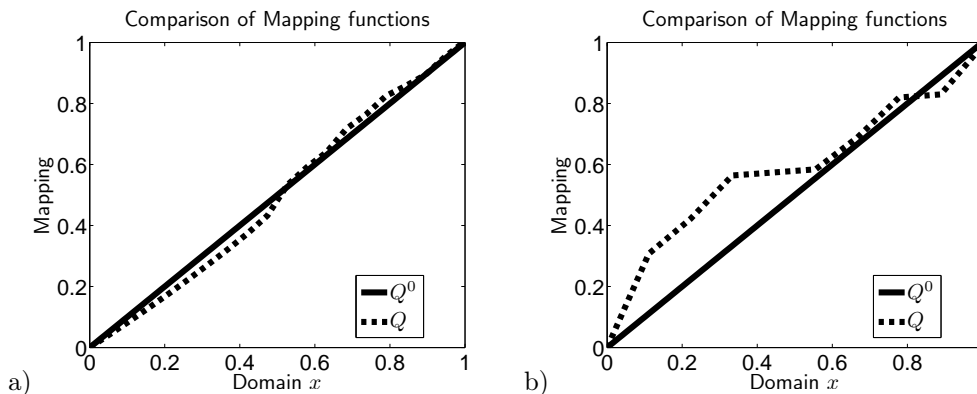 Comparison of Mapping functions
1
0.8
0.6
0.4
0.2
0
Mapping
0 0.2 0.4 0.6 0.8 1
Domain x
Q⁰
Q
a)
Comparison of Mapping functions
1
0.8
0.6
0.4
0.2
0
Mapping
0 0.2 0.4 0.6 0.8
Domain x
Q⁰
Q
b)